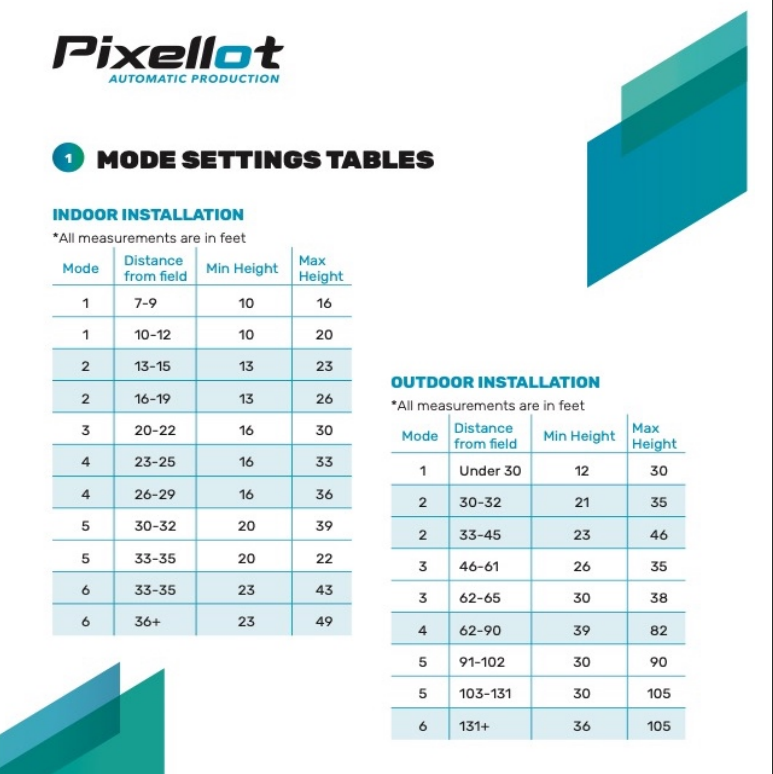 Pixellot
AUTOMATIC PRODUCTION
1 MODE SETTINGS TABLES
INDOOR INSTALLATION
*All measurements are in feet
Mode Distance from field Min Height Max Height
1 7-9 10 16
1 10-12 10 20
2 13-15 13 23
2 16-19 13 26
3 20-22 16 30
4 23-25 16 33
4 26-29 16 36
5 30-32 20 39
5 33-35 20 22
6 33-35 23 43
6 36+ 23 49
OUTDOOR INSTALLATION
*All measurements are in feet
Mode Distance from field Min Height Max Height
1 Under 30 12 30
2 30-32 21 35
2 33-45 23 46
3 46-61 26 35
3 62-65 30 38
4 62-90 39 82
5 91-102 30 90
5 103-131 30 105
6 131+ 36 105